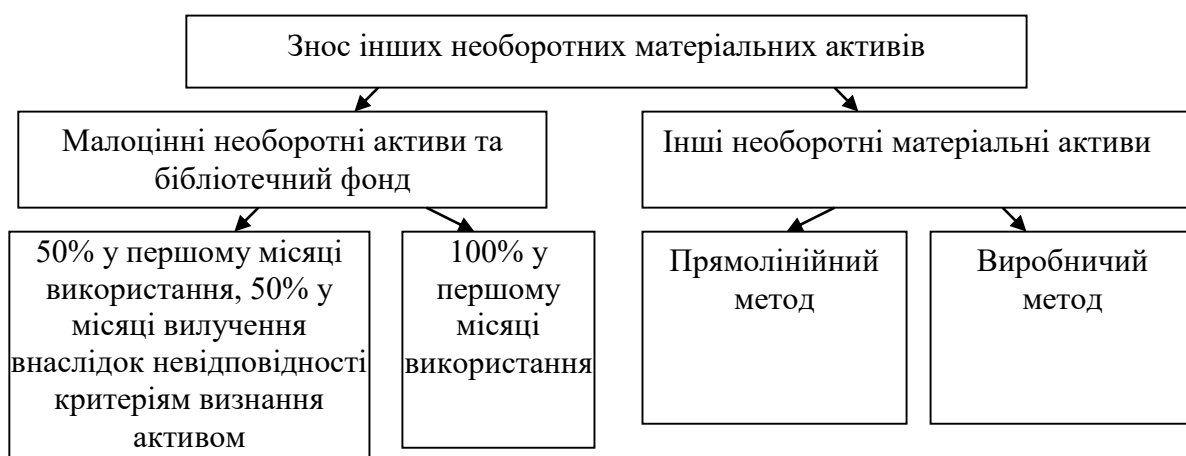 Знос інших необоротних матеріальних активів
Малоцінні необоротні активи та
бібліотечний фонд
Інші необоротні матеріальні активи
50% у першому місяці
використання, 50% у
місяці вилучення
внаслідок невідповідності
критеріям визнання
активом
100% у
першому
місяці
використання
Прямолінійний
метод
Виробничий
метод